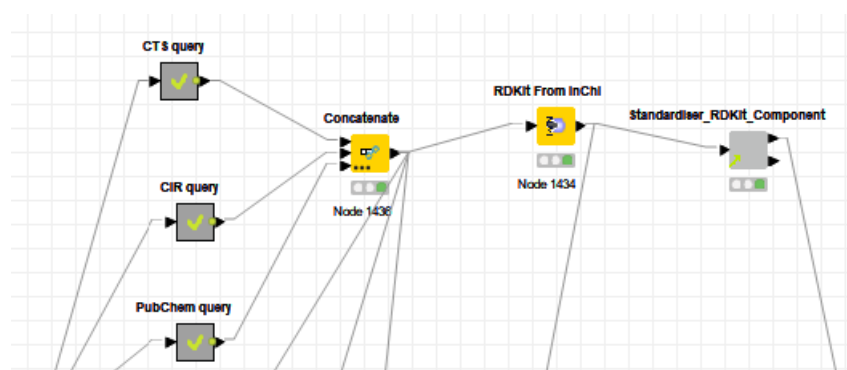 CTS query
Concatenate
RDKit From InChI
Standardiser_RDKit_Component
CIR query
Node 1436
Node 1434
PubChem query